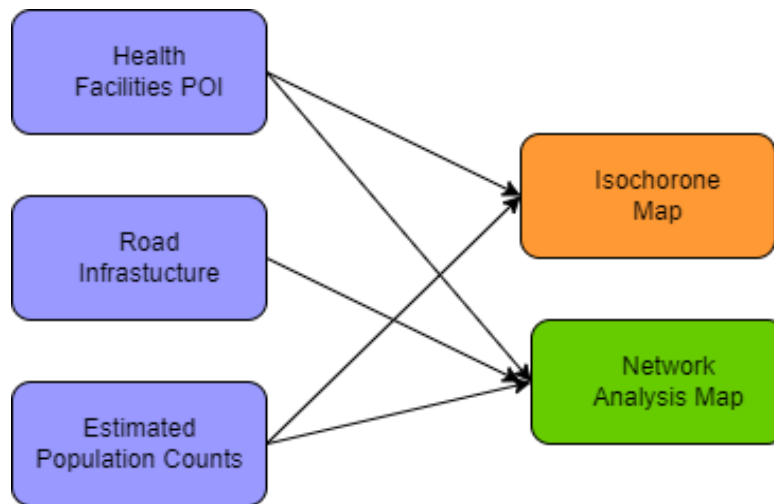 Health
Facilities POI
Road
Infrastucture
Estimated
Population Counts
Isochorone
Map
Network
Analysis Map